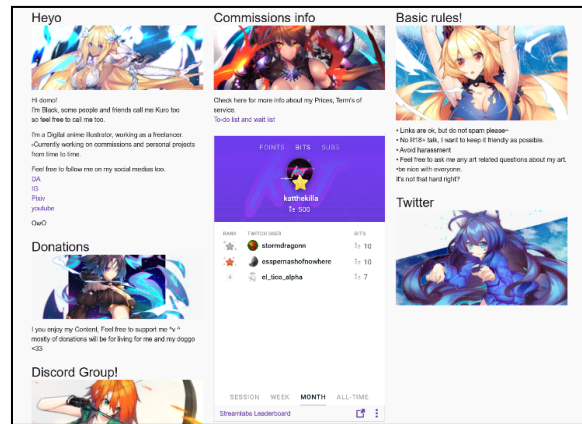 Heyo
Hi domo!
I'm Black, some people and friends call me Kuro too
so feel free to call me too.
I'm a Digital anime illustrator, working as a freelancer.
-Currently working on commissions and personal projects
from time to time.
Feel free to follow me on my social medias too.
DA
IG
Pixiv
youtube
OwO
Donations
I you enjoy my Content, Feel free to support me ^v ^
mostly of donations will be for living for me and my doggo
<33
Discord Group!
Commissions info
Check here for more info about my Prices, Term's of
service.
To-do list and wait list
POINTS BITS SUBS
katthekilla
500
RANK TWITCH USER BITS
stormdragonn 10
esspernashofnowhere 10
el_tico_alpha 7
SESSION WEEK MONTH ALL-TIME
Streamlabs Leaderboard
Basic rules!
• Links are ok, but do not spam please~
• No R18+ talk, I want to keep it friendly as possible.
• Avoid harassment
• Feel free to ask me any art related questions about my art.
•be nice with everyone.
It's not that hard right?
Twitter